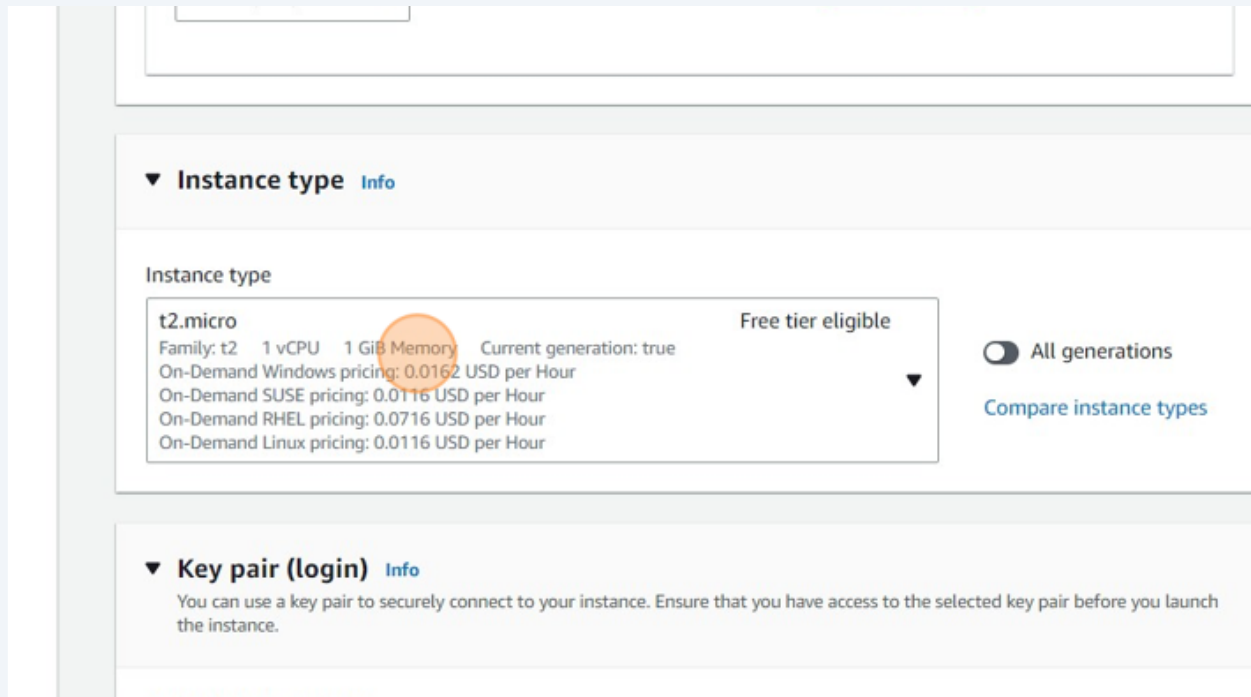 Instance type Info
Instance type
t2.micro Free tier eligible
Family: t2 1 vCPU 1 GiB Memory Current generation: true
On-Demand Windows pricing: 0.0162 USD per Hour
On-Demand SUSE pricing: 0.0116 USD per Hour
On-Demand RHEL pricing: 0.0716 USD per Hour
On-Demand Linux pricing: 0.0116 USD per Hour
All generations
Compare instance types
Key pair (login) Info
You can use a key pair to securely connect to your instance. Ensure that you have access to the selected key pair before you launch
the instance.